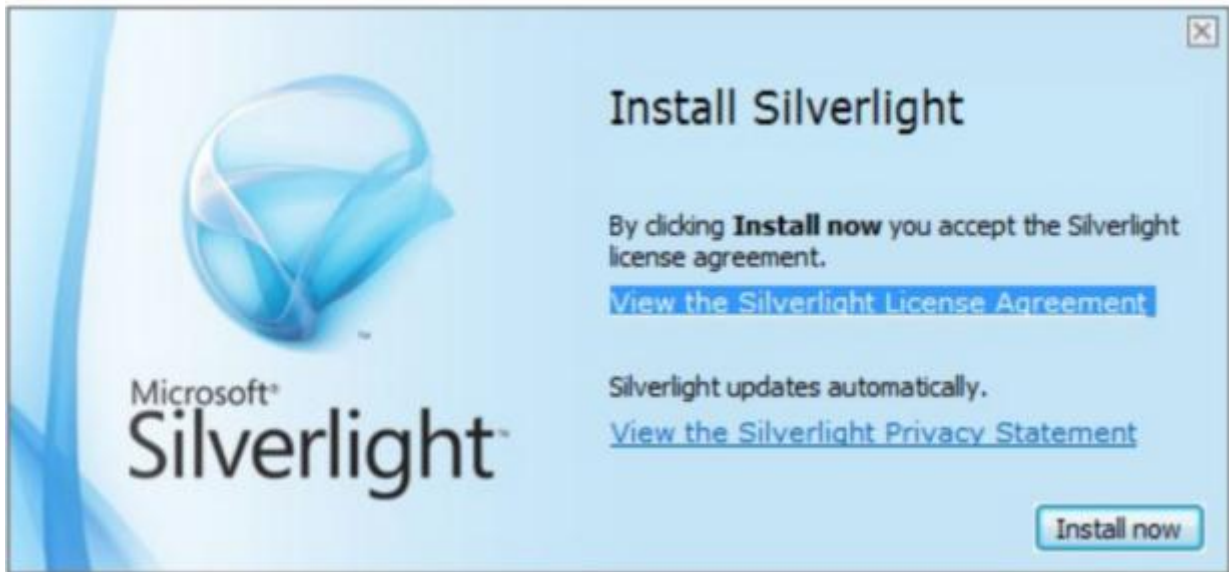 Install Silverlight
By clicking Install now you accept the Silverlight
license agreement.
View the Silverlight License Agreement
Silverlight updates automatically.
View the Silverlight Privacy Statement
Install now
™
Microsoft®
Silverlight™